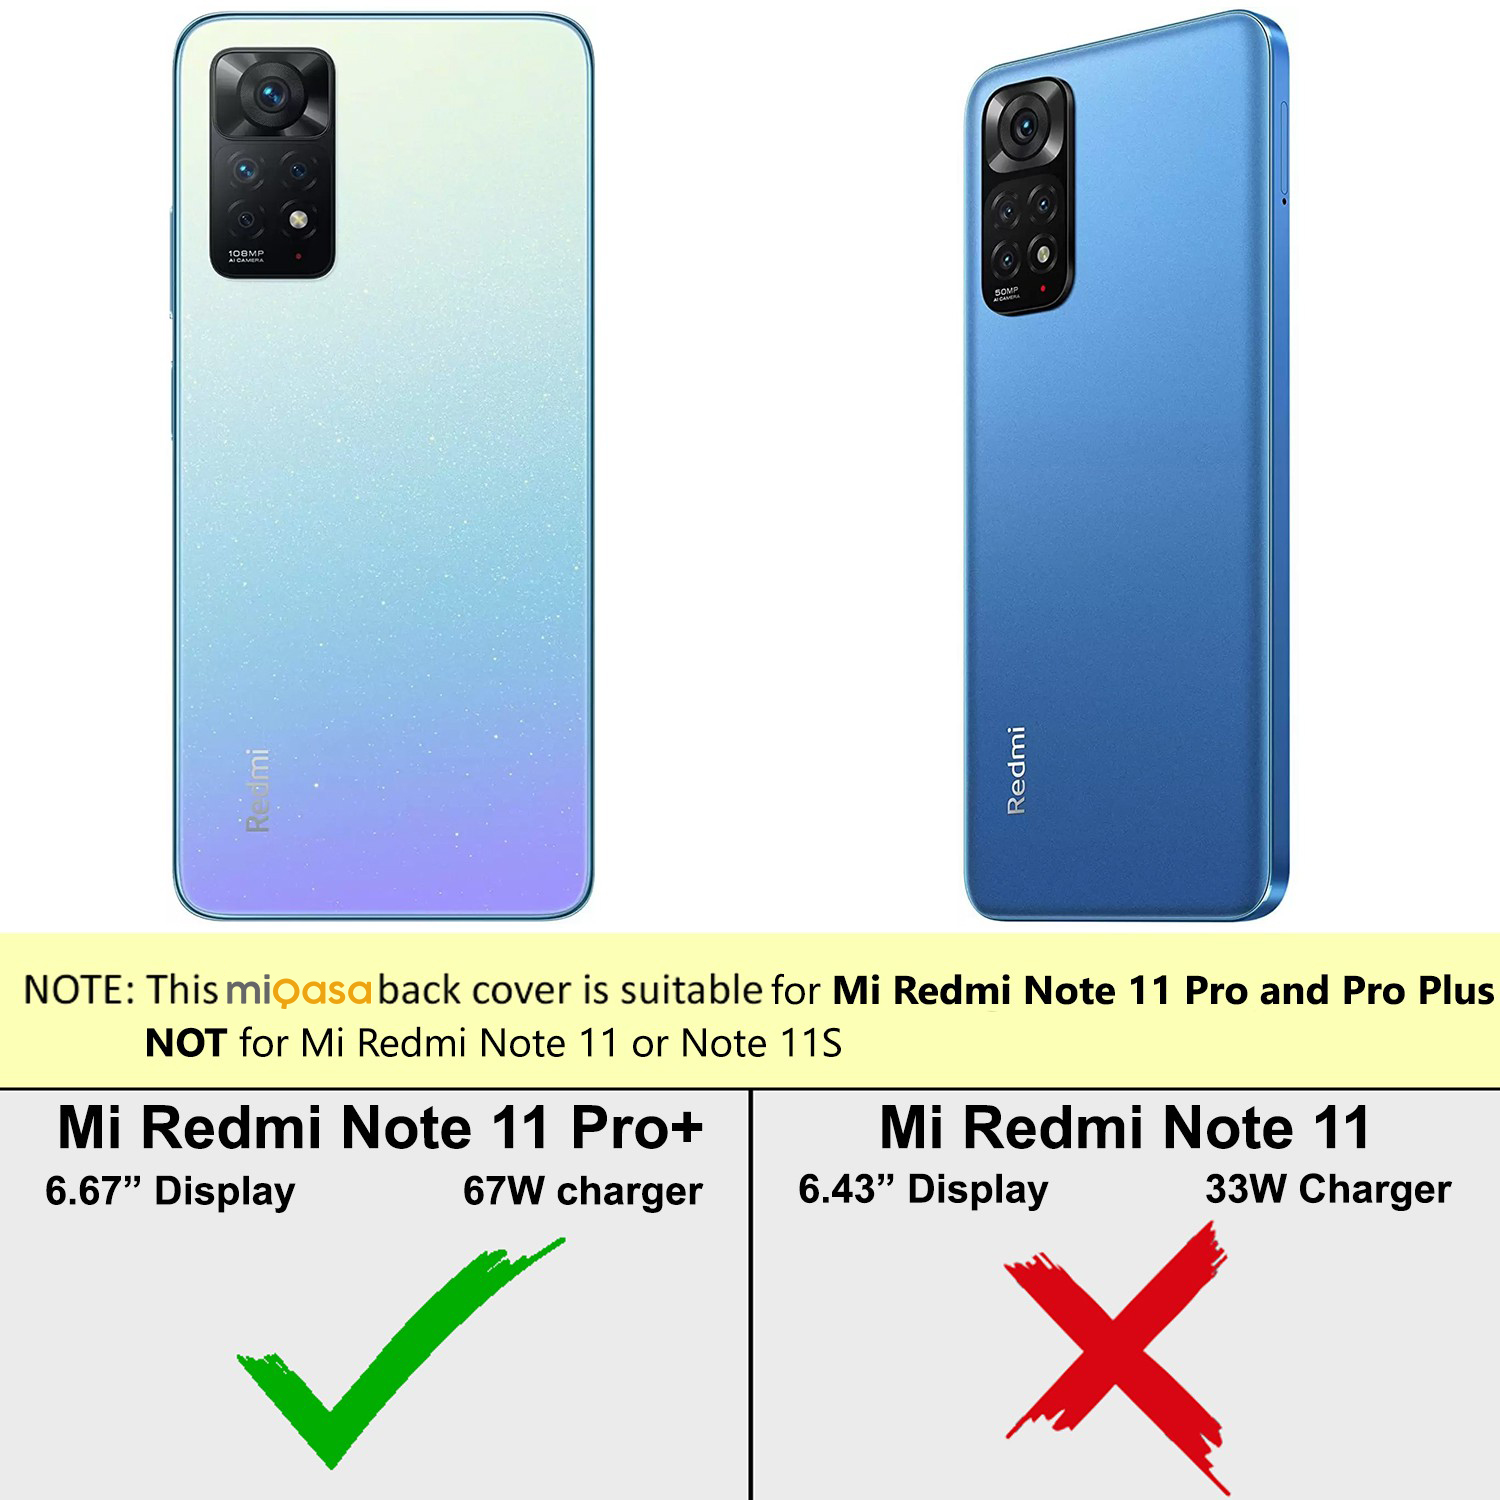 108MP
AI CAMERA
Redmi
50MP
AI CAMERA
Redmi
NOTE: This miQasa back cover is suitable for Mi Redmi Note 11 Pro and Pro Plus
NOT for Mi Redmi Note 11 or Note 11S
Mi Redmi Note 11 Pro+
6.67” Display 67W charger
Mi Redmi Note 11
6.43” Display 33W Charger